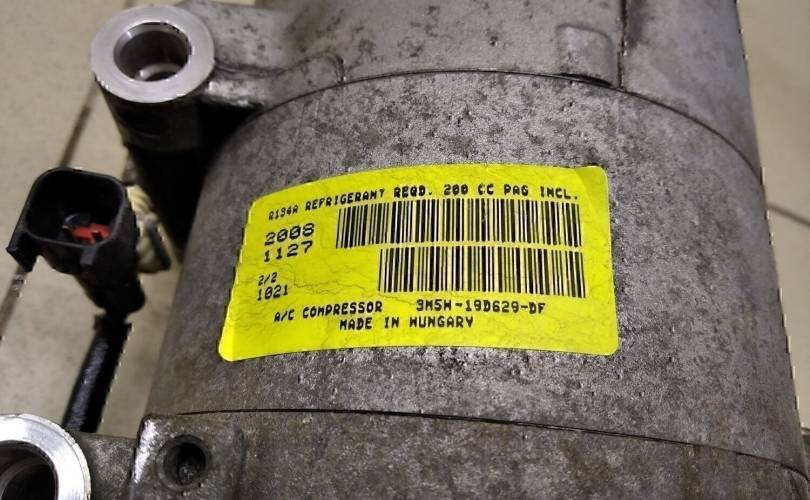 R134A REFRIGERANT REQD. 200 CC PAG INCL.
2008
1127
2/2
1021
A/C COMPRESSOR 3M5H-19D629-DF
MADE IN HUNGARY